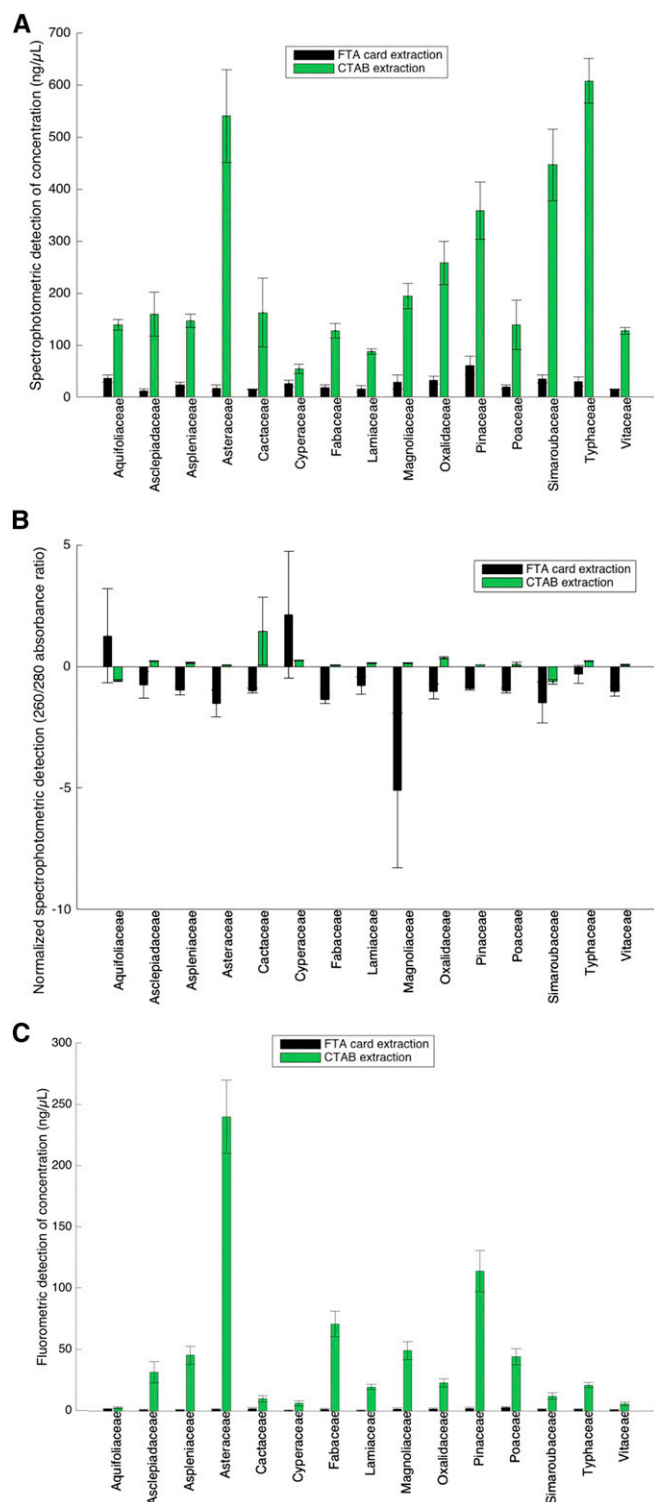 A
Spectrophotometric detection of concentration (ng/µL)
700
600
500
400
300
200
100
0
FTA card extraction
CTAB extraction
Aquifoliaceae
Asclepiadaceae
Aspleniaceae
Asteraceae
Cactaceae
Cyperaceae
Fabaceae
Lamiaceae
Magnoliaceae
Oxalidaceae
Pinaceae
Poaceae
Simaroubaceae
Typhaceae
Vitaceae
B
Normalized spectrophotometric detection (260/280 absorbance ratio)
5
0
-5
-10
FTA card extraction
CTAB extraction
Aquifoliaceae
Asclepiadaceae
Aspleniaceae
Asteraceae
Cactaceae
Cyperaceae
Fabaceae
Lamiaceae
Magnoliaceae
Oxalidaceae
Pinaceae
Poaceae
Simaroubaceae
Typhaceae
Vitaceae
C
Fluorometric detection of concentration (ng/µL)
300
250
200
150
100
50
0
FTA card extraction
CTAB extraction
Aquifoliaceae
Asclepiadaceae
Aspleniaceae
Asteraceae
Cactaceae
Cyperaceae
Fabaceae
Lamiaceae
Magnoliaceae
Oxalidaceae
Pinaceae
Poaceae
Simaroubaceae
Typhaceae
Vitaceae